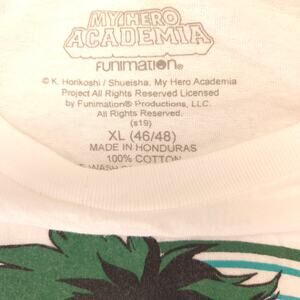 MY HERO
ACADEMIA
FUNIMATION®
© K. Horikoshi / Shueisha, My Hero Academia
Project All Rights Reserved Licensed
by Funimation® Productions, LLC.
All Rights Reserved.
(s19)
XL (46/48)
MADE IN HONDURAS
100% COTTON
WASH